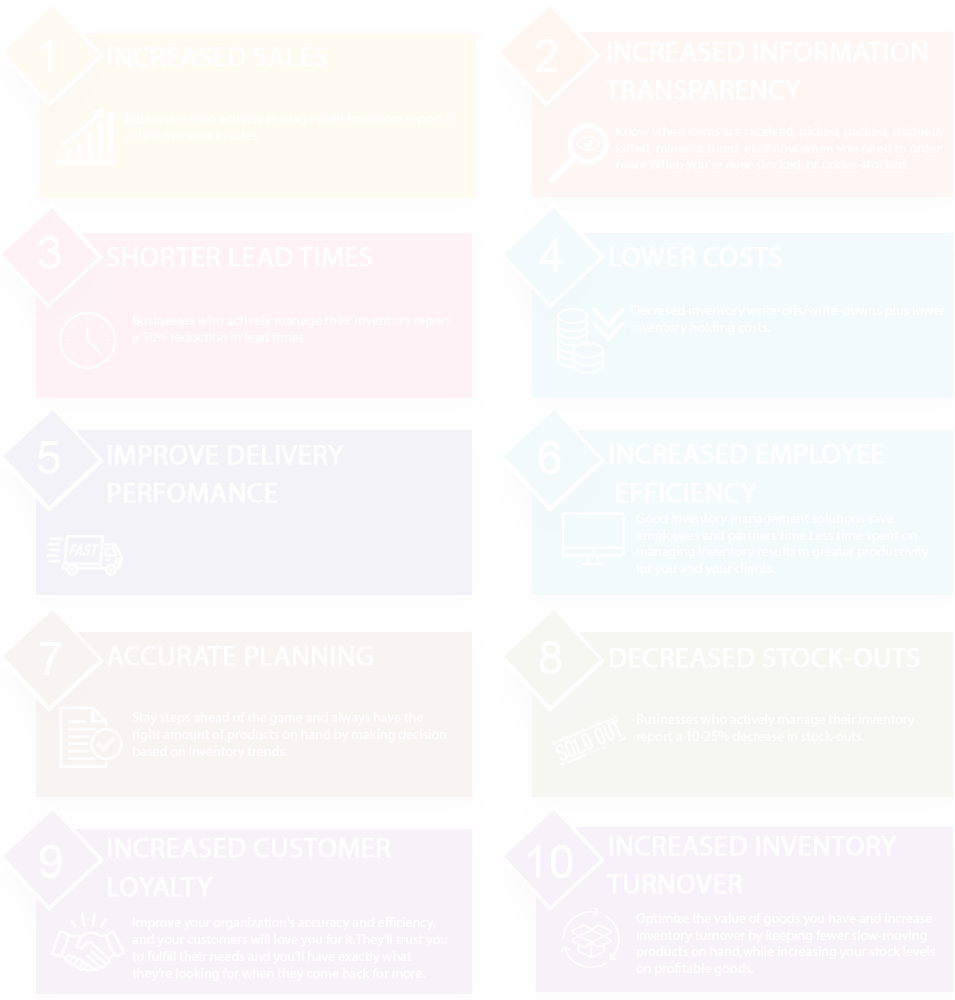 1
INCREASED SALES
Businesses who actively manage their inventory report a
increase in sales.
2
INCREASED INFORMATION
TRANSPARENCY
Know when items are received, picked, packed, shipped,
kitted, manufactured, etc.Know when you need to order
more,When you're over-stocked, or under-stocked.
3
SHORTER LEAD TIMES
Businesses who actively manage their inventory report
a 50% reduction in lead times.
4
LOWER COSTS
Decresed inventory write-offs/write-downs plus lower
inventory holding costs.
5
IMPROVE DELIVERY
PERFOMANCE
FAST
6
INCREASED EMPLOYEE
EFFICIENCY
Good inventory management solutions save
employees and partners time.Less time spent on
managing inventory results in greater productivity
for you and your clients.
7
ACCURATE PLANNING
Stay steps ahead of the game and always have the
right amount of products on hand by making decision
based on inventory trends.
8
DECREASED STOCK-OUTS
SOLD OUT
Businesses who actively manage their inventory
report a 10-25% decrease in stock-outs.
9
INCREASED CUSTOMER
LOYALTY
Improve your organization's accuracy and efficiency,
and your customers will love you for it.They'll trust you
to fulfill their needs and you'll have exactly what
they're looking for when they come back for more.
10
INCREASED INVENTORY
TURNOVER
Optimize the value of goods you have and increase
inventory turnover by keeping fewer slow-moving
products on hand,while increasing your stock levels
on profitable goods.